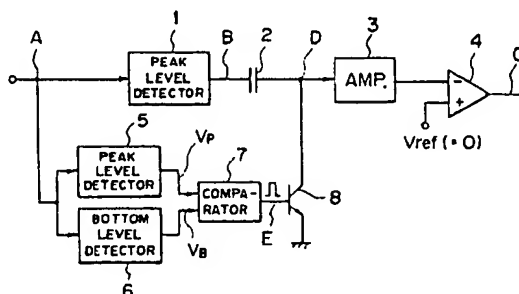 A
1
PEAK
LEVEL
DETECTOR
B
2
D
3
AMP.
4
−
+
C
Vref (=0)
5
PEAK
LEVEL
DETECTOR
VP
7
COMPA-
RATOR
E
8
BOTTOM
LEVEL
DETECTOR
VB
6